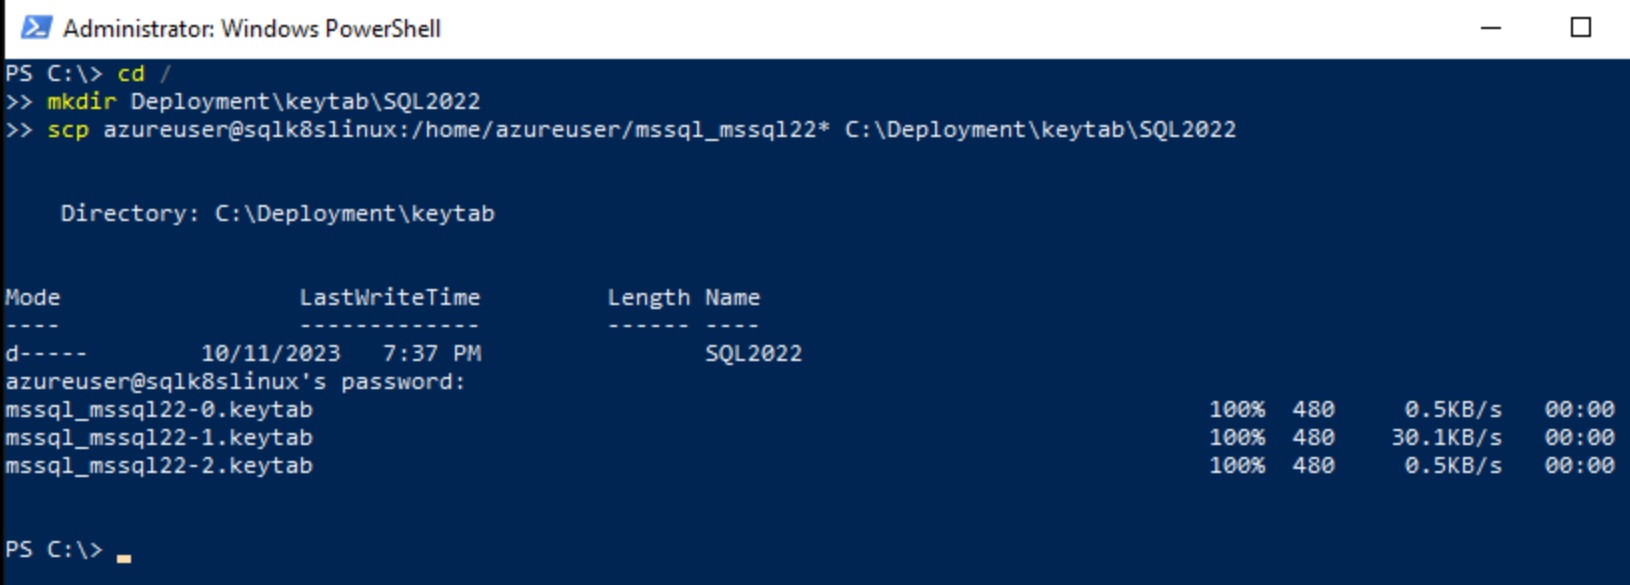 Administrator: Windows PowerShell
PS C:\> cd /
>> mkdir Deployment\keytab\SQL2022
>> scp azureuser@sqlk8slinux:/home/azureuser/mssql_mssql22* C:\Deployment\keytab\SQL2022
Directory: C:\Deployment\keytab
Mode                 LastWriteTime         Length Name
----                 -------------         ------ ----
d-----        10/11/2023   7:37 PM                SQL2022
azureuser@sqlk8slinux's password:
mssql_mssql22-0.keytab 100% 480 0.5KB/s 00:00
mssql_mssql22-1.keytab 100% 480 30.1KB/s 00:00
mssql_mssql22-2.keytab 100% 480 0.5KB/s 00:00
PS C:\>